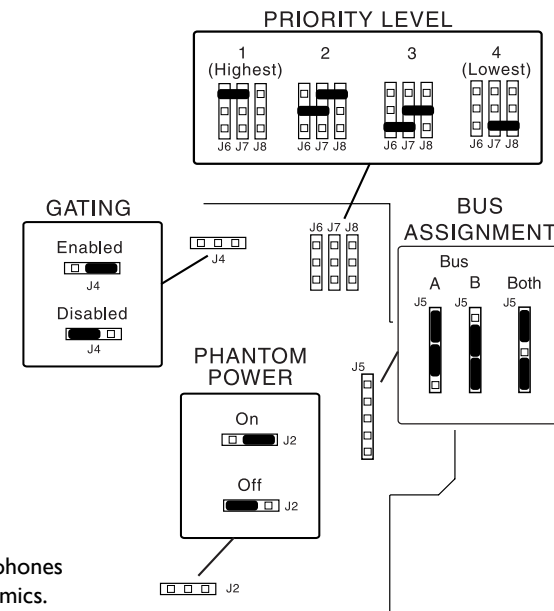 PRIORITY LEVEL
1 2 3 4
(Highest) (Lowest)
J6 J7 J8 J6 J7 J8 J6 J7 J8 J6 J7 J8
GATING
Enabled
J4
Disabled
J4
J4
J6 J7 J8
BUS
ASSIGNMENT
Bus
A B Both
J5 J5 J5
J5
PHANTOM
POWER
On
J2
Off
J2
J2
phones
mics.